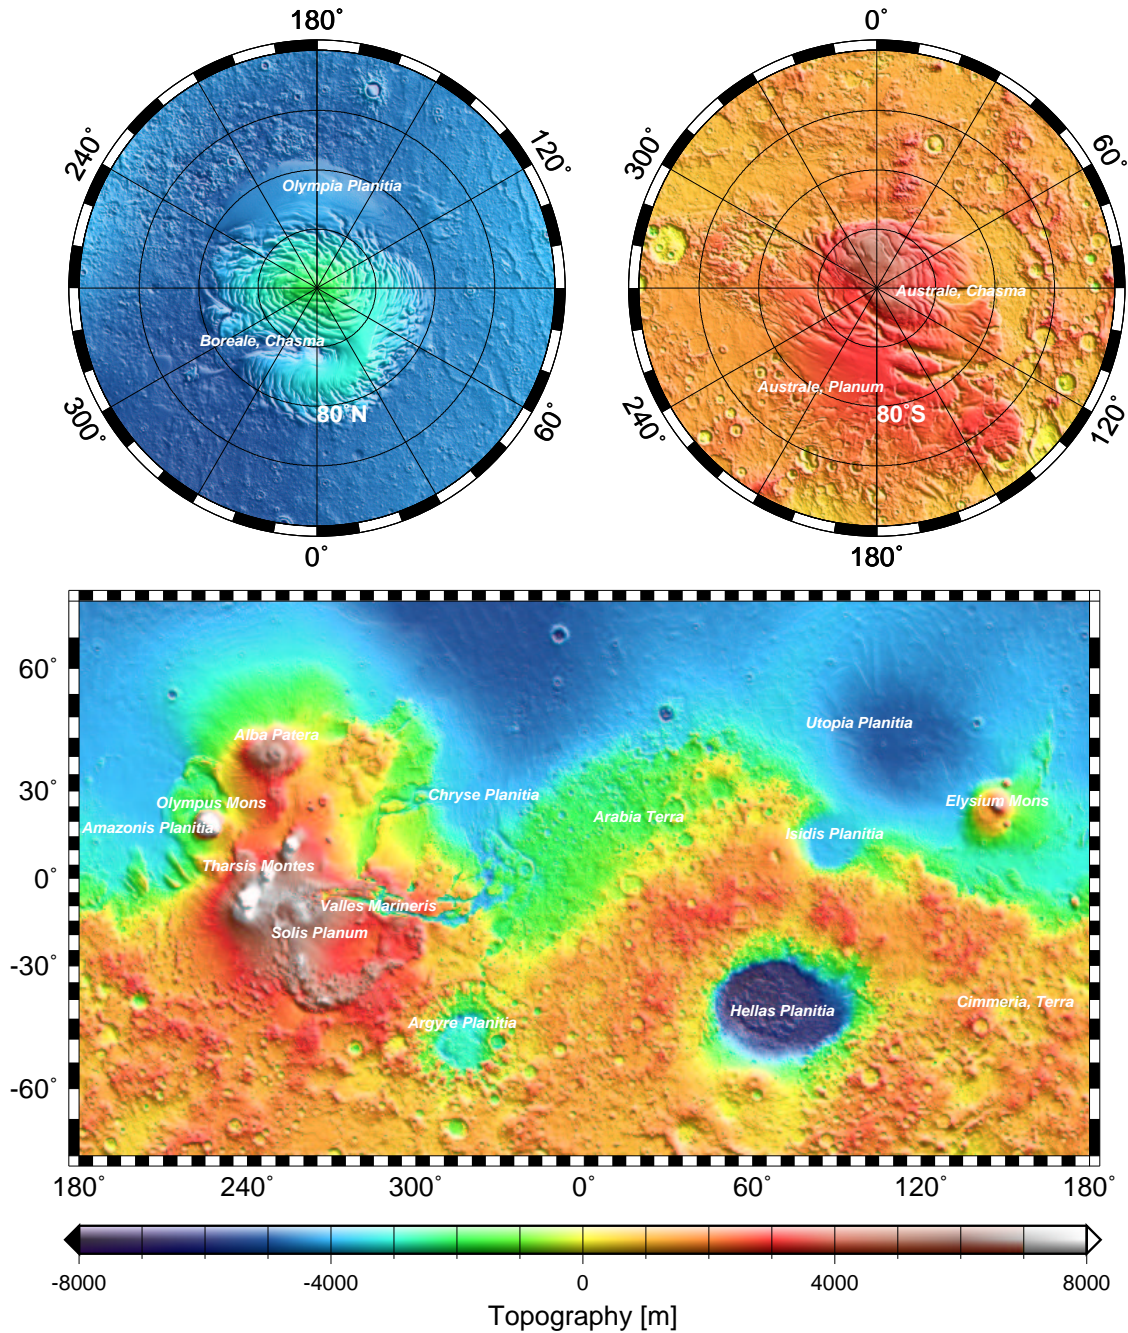 180°
0°
240°
120°
300°
60°
Olympia Planitia
Boreale, Chasma
Australe, Chasma
Australe, Planum
80°N
80°S
300°
60°
240°
120°
0°
180°
60°
30°
0°
-30°
-60°
Alba Patera
Utopia Planitia
Olympus Mons
Chryse Planitia
Elysium Mons
Amazonis Planitia
Arabia Terra
Isidis Planitia
Tharsis Montes
Valles Marineris
Solis Planum
Argyre Planitia
Hellas Planitia
Cimmeria, Terra
180°
240°
300°
0°
60°
120°
180°
-8000
-4000
0
4000
8000
Topography [m]